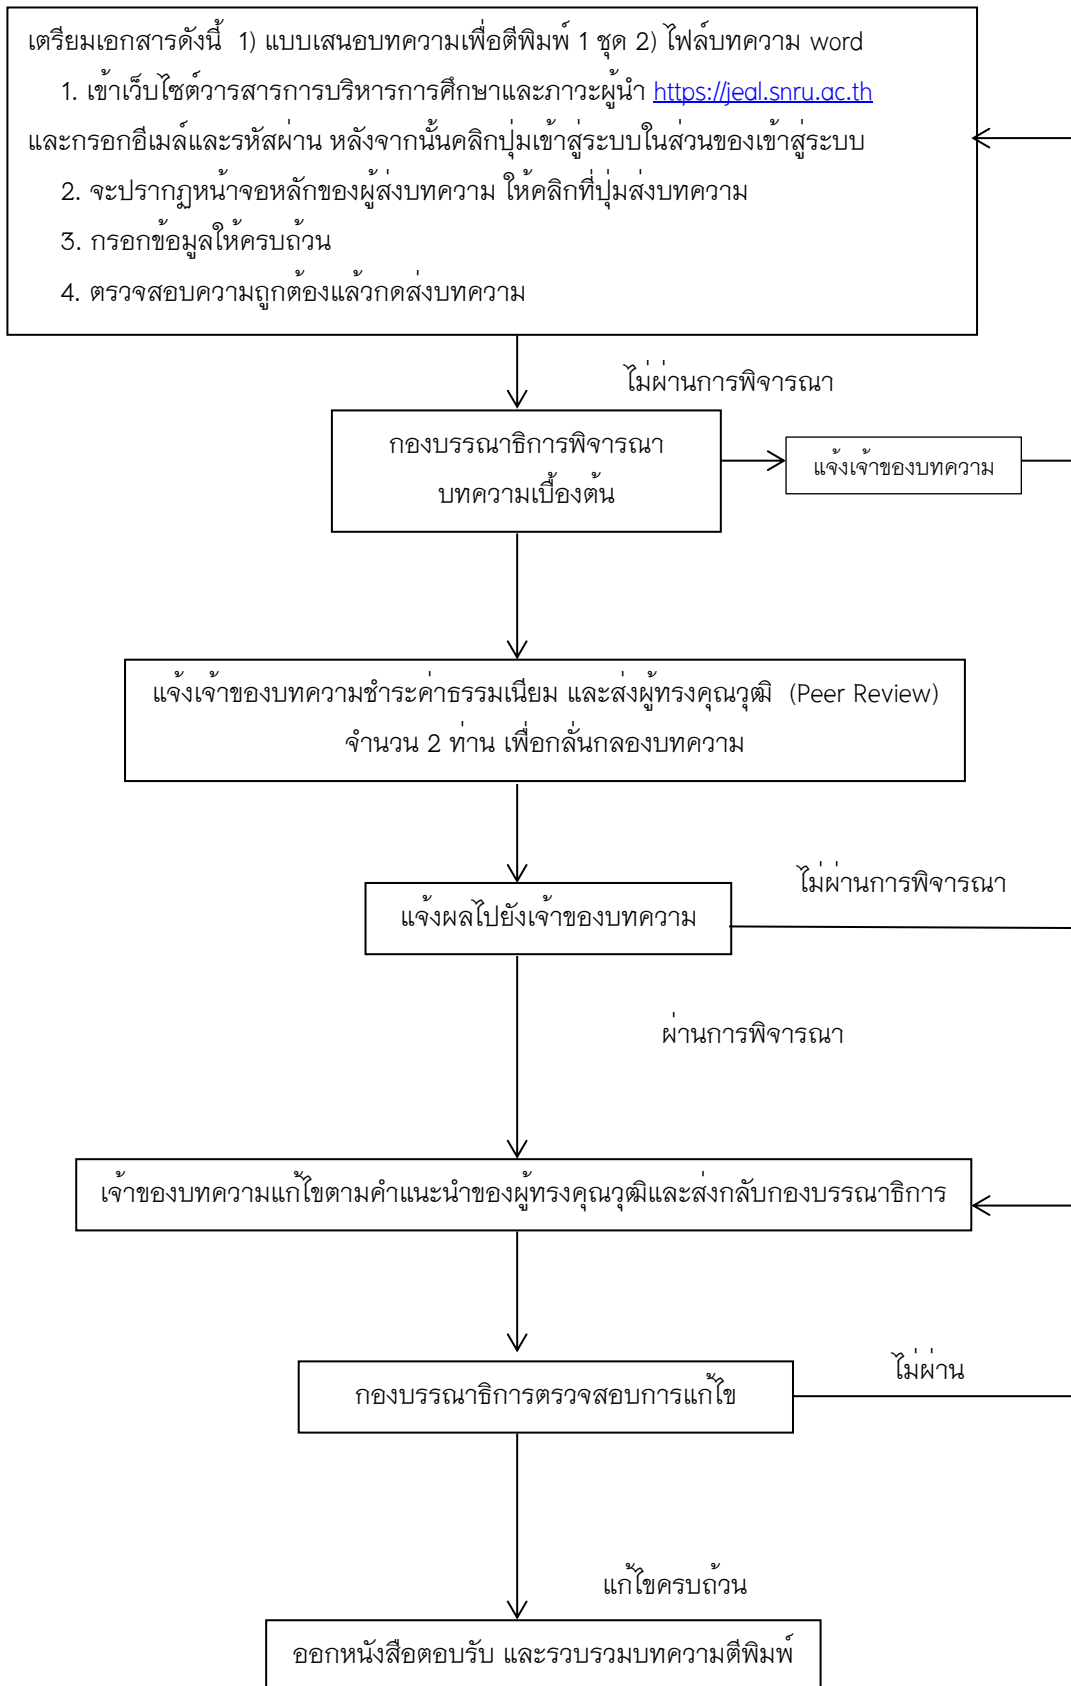 เตรียมเอกสารดังนี้ 1) แบบเสนอบทความเพื่อตีพิมพ์ 1 ชุด 2) ไฟล์บทความ word
1. เข้าเว็บไซต์วารสารการบริหารการศึกษาและภาวะผู้นำ https://jeal.snru.ac.th
และกรอกอีเมล์และรหัสผ่าน หลังจากนั้นคลิกปุ่มเข้าสู่ระบบในส่วนของเข้าสู่ระบบ
2. จะปรากฏหน้าจอหลักของผู้ส่งบทความ ให้คลิกที่ปุ่มส่งบทความ
3. กรอกข้อมูลให้ครบถ้วน
4. ตรวจสอบความถูกต้องแล้วกดส่งบทความ
ไม่ผ่านการพิจารณา
กองบรรณาธิการพิจารณา
บทความเบื้องต้น
แจ้งเจ้าของบทความ
แจ้งเจ้าของบทความชำระค่าธรรมเนียม และส่งผู้ทรงคุณวุฒิ (Peer Review)
จำนวน 2 ท่าน เพื่อกลั่นกลองบทความ
ไม่ผ่านการพิจารณา
แจ้งผลไปยังเจ้าของบทความ
ผ่านการพิจารณา
เจ้าของบทความแก้ไขตามคำแนะนำของผู้ทรงคุณวุฒิและส่งกลับกองบรรณาธิการ
ไม่ผ่าน
กองบรรณาธิการตรวจสอบการแก้ไข
แก้ไขครบถ้วน
ออกหนังสือตอบรับ และรวบรวมบทความตีพิมพ์